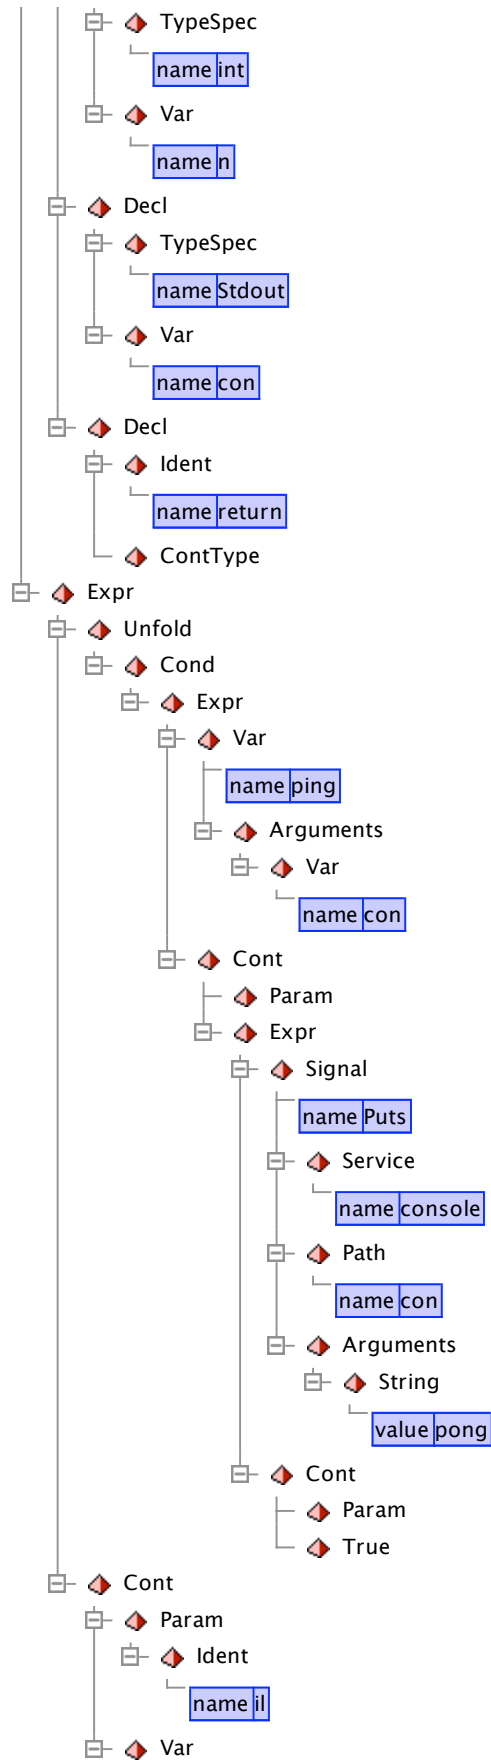 TypeSpec
name int
Var
name n
Decl
TypeSpec
name Stdout
Var
name con
Decl
Ident
name return
ContType
Expr
Unfold
Cond
Expr
Var
name ping
Arguments
Var
name con
Cont
Param
Expr
Signal
name Puts
Service
name console
Path
name con
Arguments
String
value pong
Cont
Param
True
Cont
Param
Ident
name il
Var